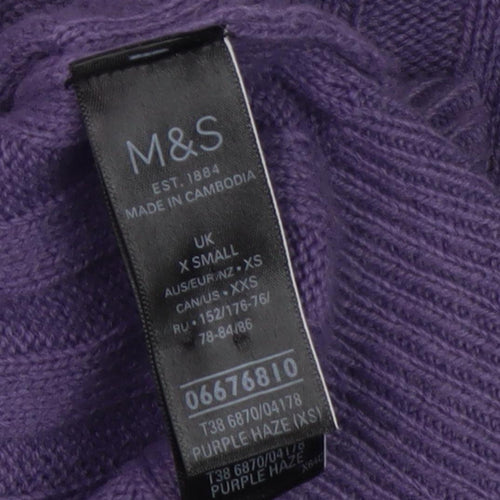 M&S
EST. 1884
MADE IN CAMBODIA
UK
X SMALL
AUS/EUR/NZ • XS
CAN/US • XXS
RU • 152/176-76/
78-84/86
06676810
T38 6870/04178
PURPLE HAZE (XS)
T38 6870/04178
PURPLE HAZE